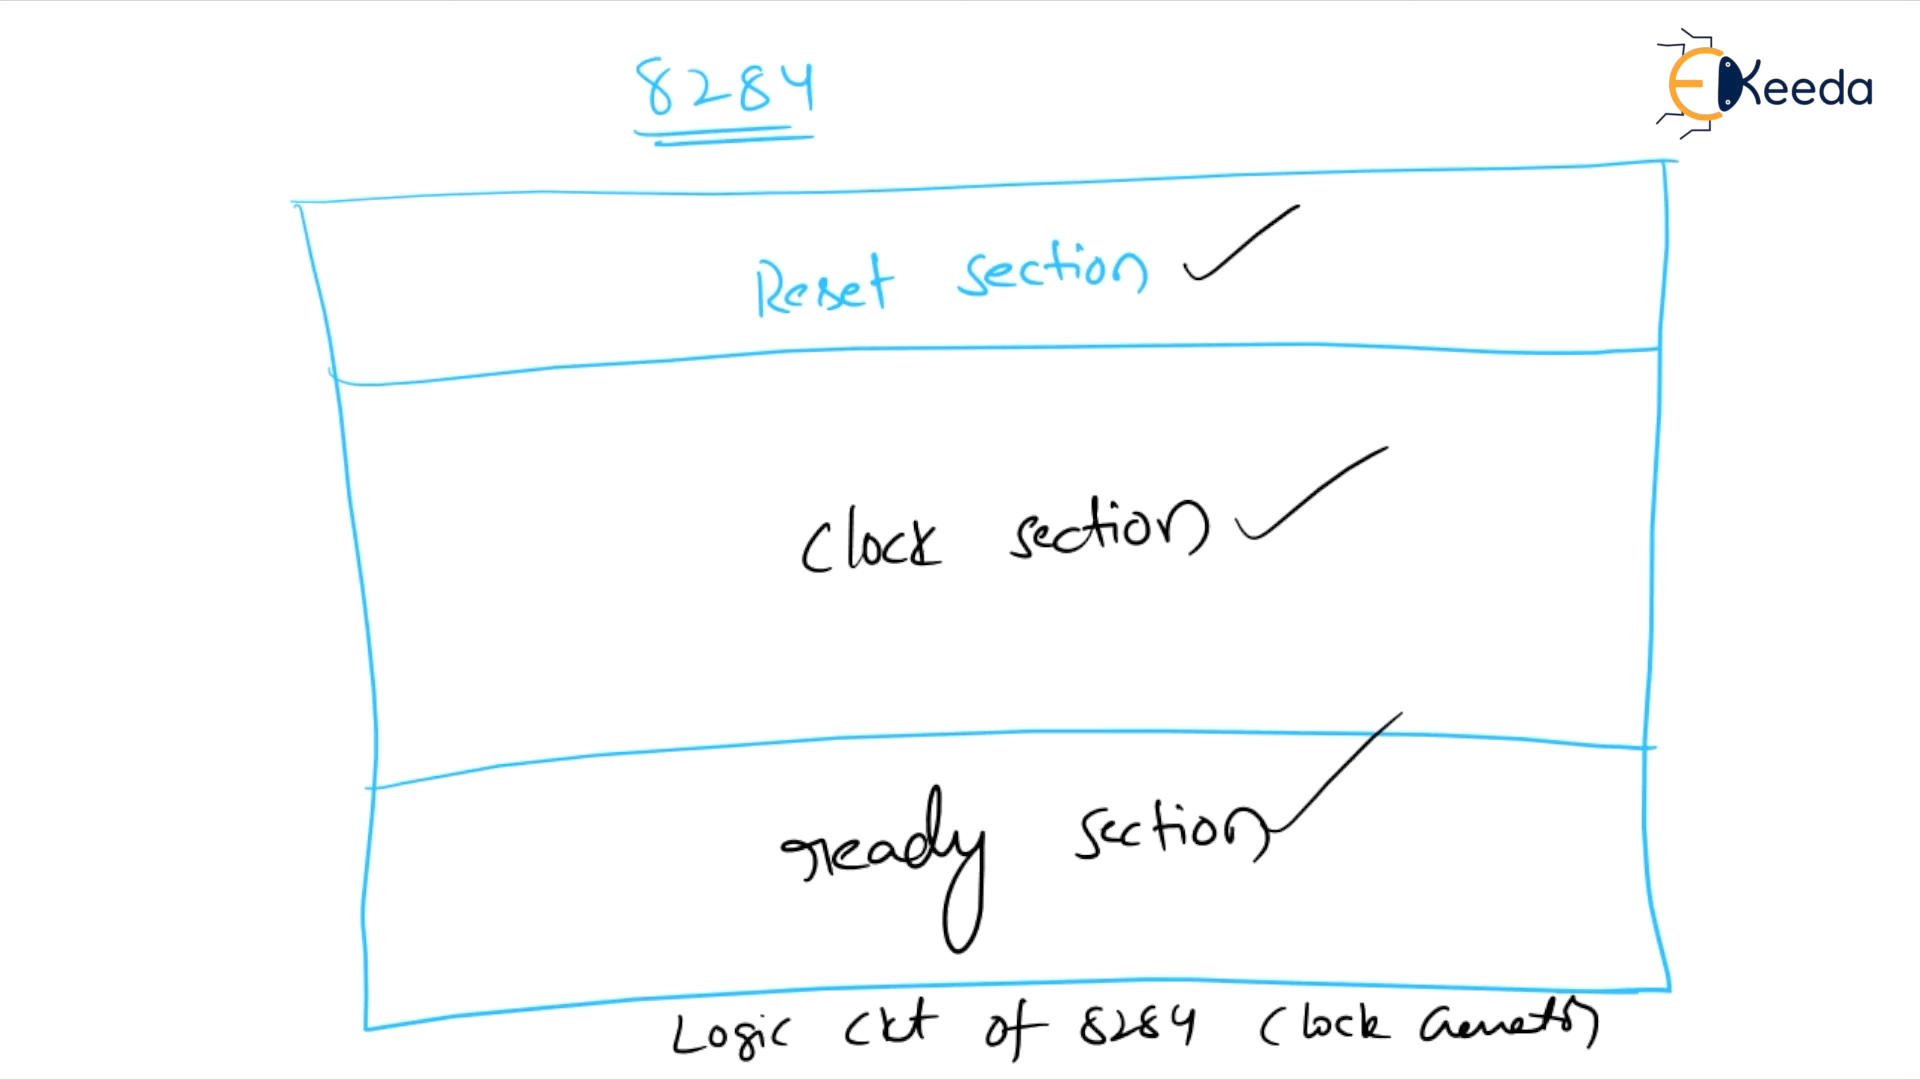 8284
EKeeda
Reset section
Clock section
ready section
Logic ckt of 8284 Clock